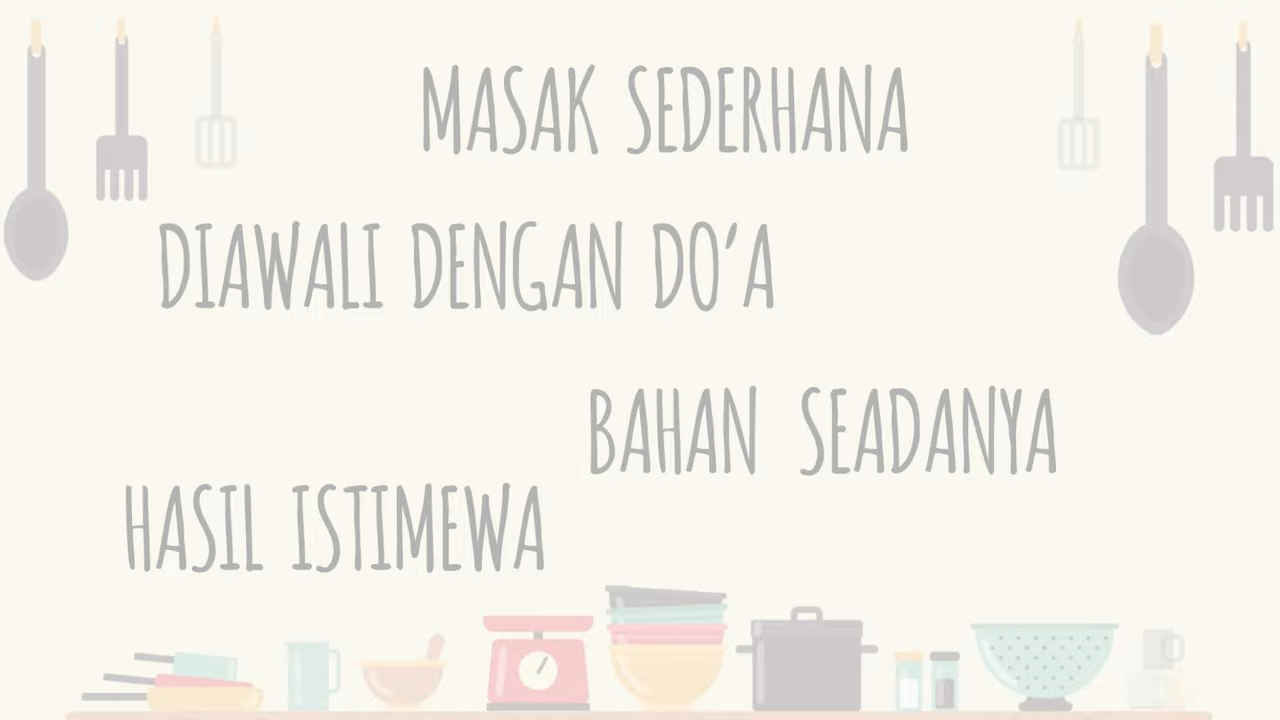 MASAK SEDERHANA
DIAWALI DENGAN DO'A
BAHAN SEADANYA
HASIL ISTIMEWA